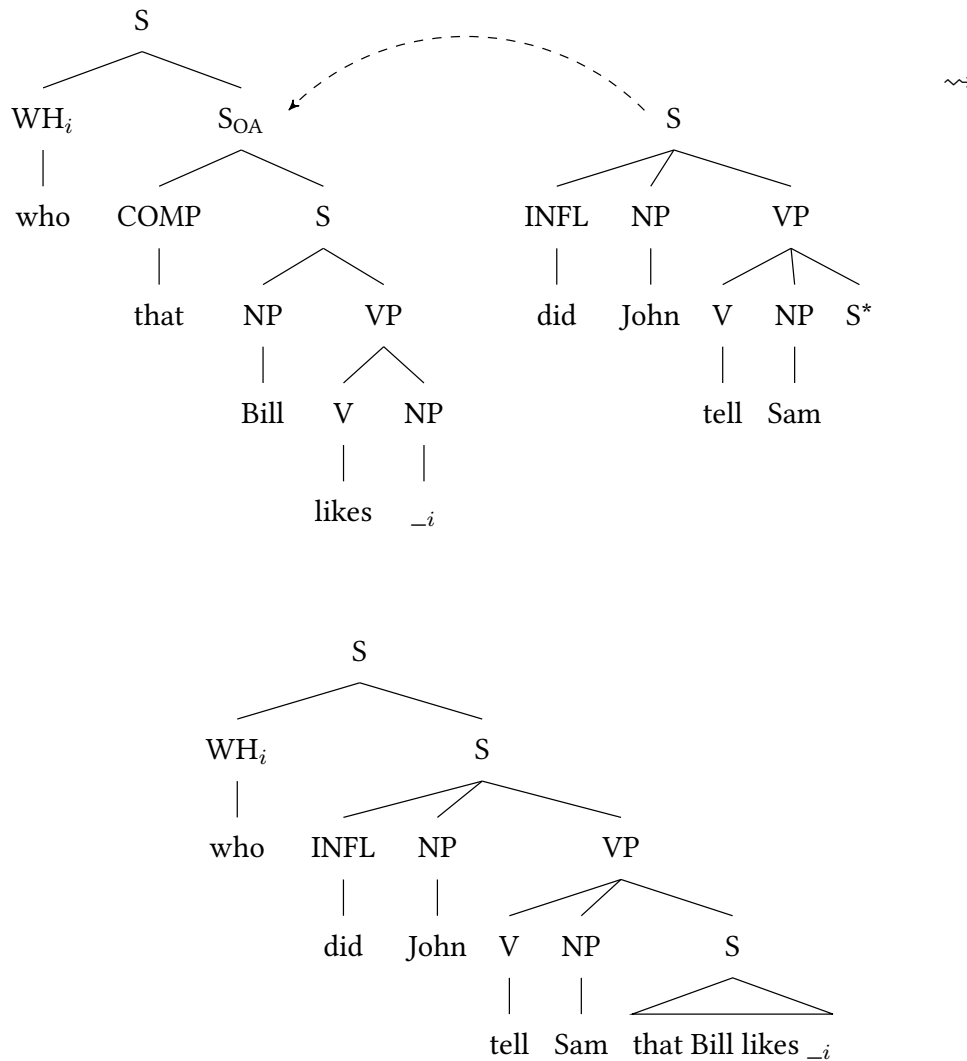 S
WHᵢ S_OA S ⇝
who COMP S INFL NP VP
that NP VP did John V NP S*
Bill V NP tell Sam
likes _ᵢ
S
WHᵢ S
who INFL NP VP
did John V NP S
tell Sam that Bill likes _ᵢ